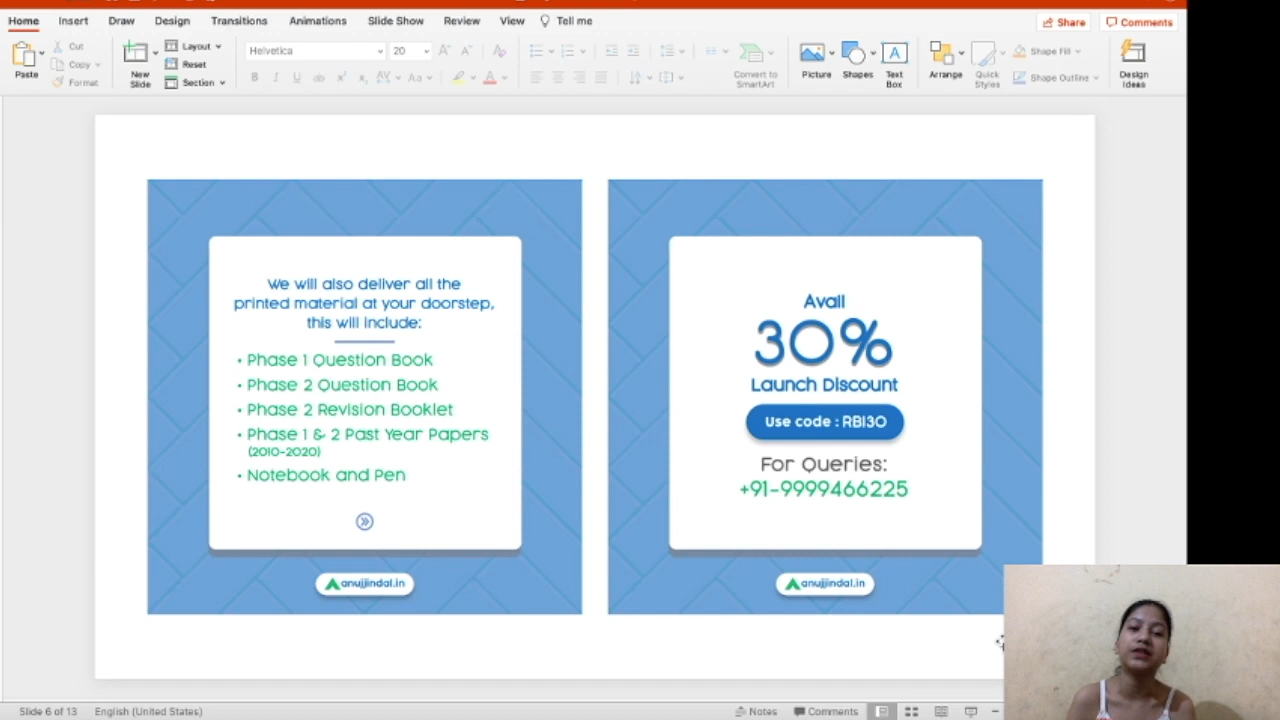 Home Insert Draw Design Transitions Animations Slide Show Review View Tell me Share Comments
Paste Cut Copy Format New Slide Layout Reset Section Helvetica 20 Convert to SmartArt Picture Shapes Text Box Arrange Quick Styles Shape Fill Shape Outline Design Ideas
We will also deliver all the
printed material at your doorstep,
this will include:
• Phase 1 Question Book
• Phase 2 Question Book
• Phase 2 Revision Booklet
• Phase 1 & 2 Past Year Papers
(2010-2020)
• Notebook and Pen
anujjindal.in
Avail
30%
Launch Discount
Use code : RBI30
For Queries:
+91-9999466225
anujjindal.in
Slide 6 of 13 English (United States) Notes Comments